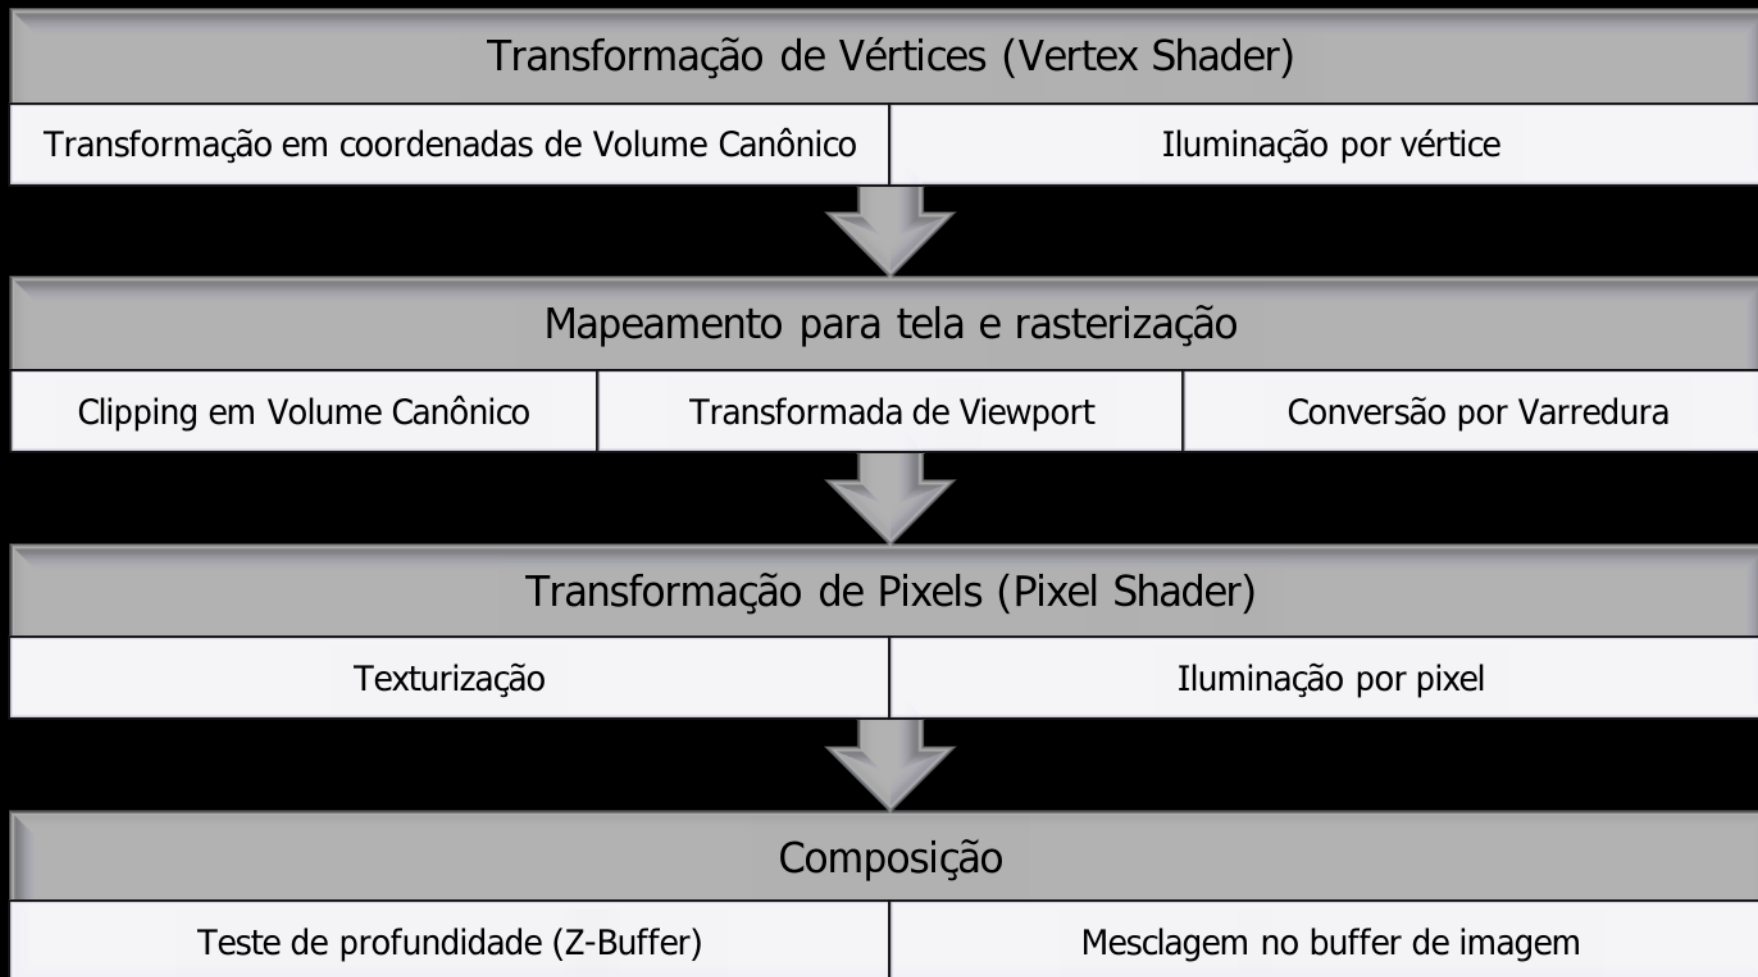 Transformação de Vértices (Vertex Shader)
Transformação em coordenadas de Volume Canônico
Iluminação por vértice
Mapeamento para tela e rasterização
Clipping em Volume Canônico
Transformada de Viewport
Conversão por Varredura
Transformação de Pixels (Pixel Shader)
Texturização
Iluminação por pixel
Composição
Teste de profundidade (Z-Buffer)
Mesclagem no buffer de imagem